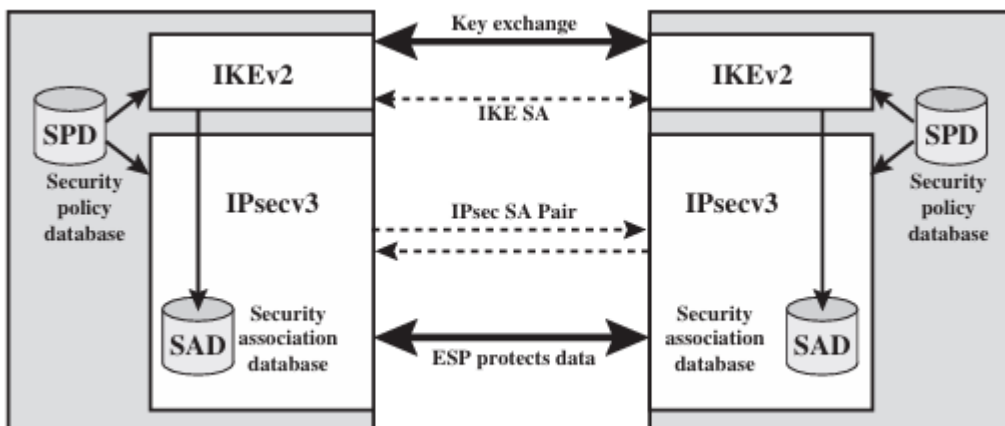 Key exchange
IKEv2
IKEv2
IKE SA
SPD
SPD
Security
policy
database
Security
policy
database
IPsecv3
IPsecv3
IPsec SA Pair
SAD
Security
association
database
ESP protects data
Security
association
database
SAD